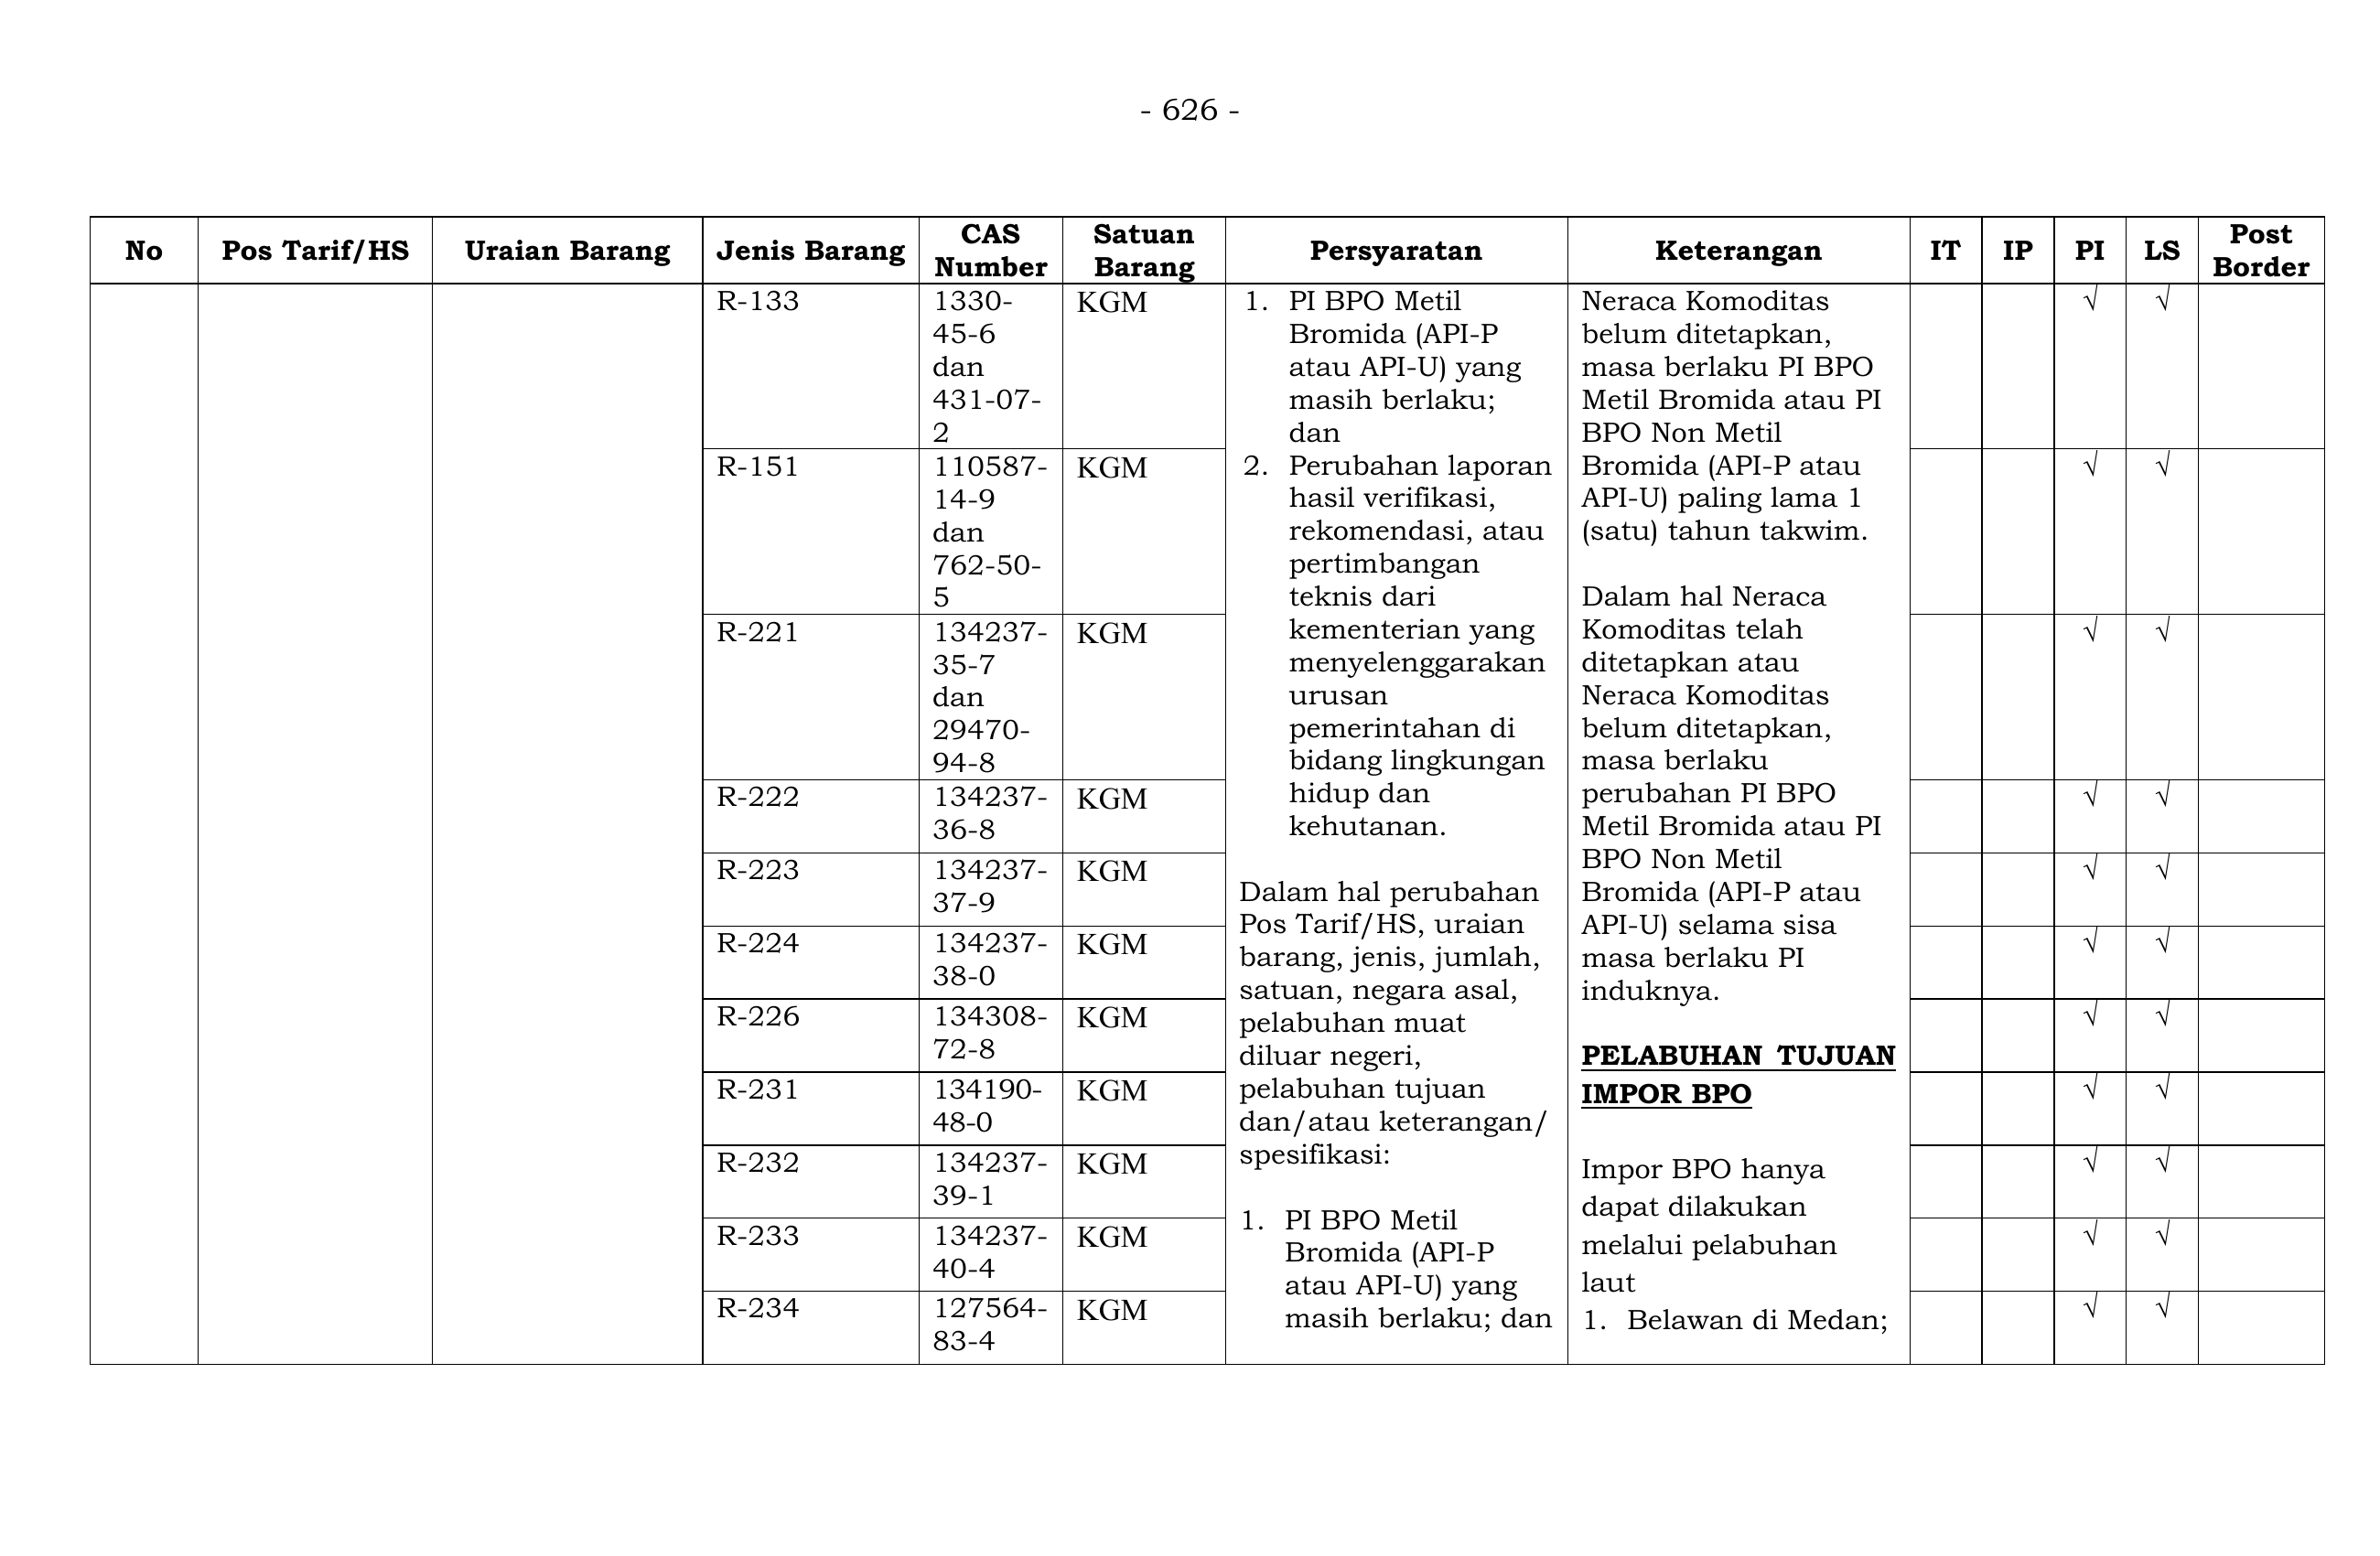 - 626 -
No
Pos Tarif/HS
Uraian Barang
Jenis Barang
CAS
Number
Satuan
Barang
Persyaratan
Keterangan
IT
IP
PI
LS
Post
Border
R-133
1330-
45-6
dan
431-07-
2
KGM
√
√
R-151
110587-
14-9
dan
762-50-
5
KGM
√
√
R-221
134237-
35-7
dan
29470-
94-8
KGM
√
√
R-222
134237-
36-8
KGM
√
√
R-223
134237-
37-9
KGM
√
√
R-224
134237-
38-0
KGM
√
√
R-226
134308-
72-8
KGM
√
√
R-231
134190-
48-0
KGM
√
√
R-232
134237-
39-1
KGM
√
√
R-233
134237-
40-4
KGM
√
√
R-234
127564-
83-4
KGM
√
√
1. PI BPO Metil
Bromida (API-P
atau API-U) yang
masih berlaku;
dan
2. Perubahan laporan
hasil verifikasi,
rekomendasi, atau
pertimbangan
teknis dari
kementerian yang
menyelenggarakan
urusan
pemerintahan di
bidang lingkungan
hidup dan
kehutanan.
Dalam hal perubahan
Pos Tarif/HS, uraian
barang, jenis, jumlah,
satuan, negara asal,
pelabuhan muat
diluar negeri,
pelabuhan tujuan
dan/atau keterangan/
spesifikasi:
1. PI BPO Metil
Bromida (API-P
atau API-U) yang
masih berlaku; dan
Neraca Komoditas
belum ditetapkan,
masa berlaku PI BPO
Metil Bromida atau PI
BPO Non Metil
Bromida (API-P atau
API-U) paling lama 1
(satu) tahun takwim.
Dalam hal Neraca
Komoditas telah
ditetapkan atau
Neraca Komoditas
belum ditetapkan,
masa berlaku
perubahan PI BPO
Metil Bromida atau PI
BPO Non Metil
Bromida (API-P atau
API-U) selama sisa
masa berlaku PI
induknya.
PELABUHAN TUJUAN
IMPOR BPO
Impor BPO hanya
dapat dilakukan
melalui pelabuhan
laut
1. Belawan di Medan;